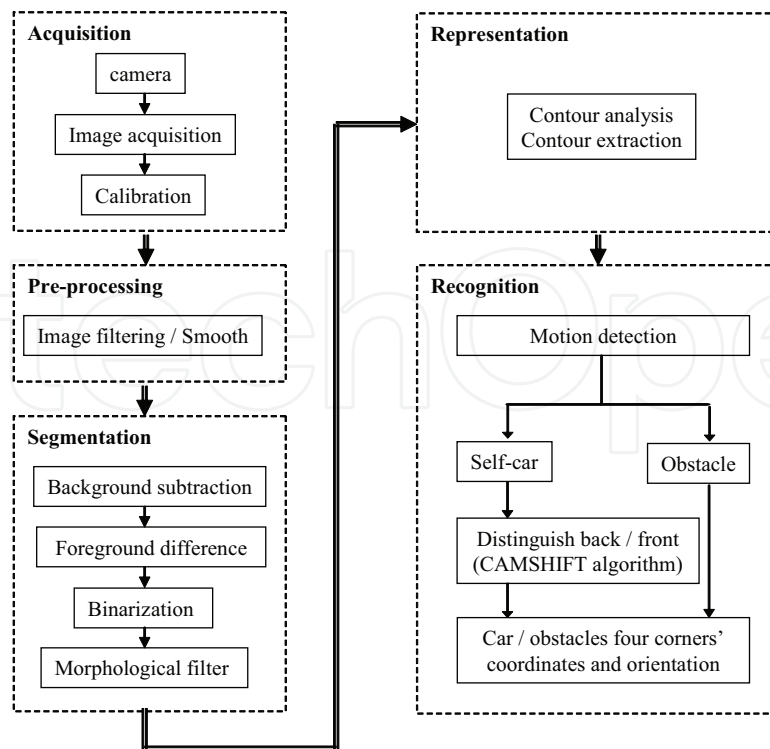 Acquisition
camera
Image acquisition
Calibration
Pre-processing
Image filtering / Smooth
Segmentation
Background subtraction
Foreground difference
Binarization
Morphological filter
Representation
Contour analysis
Contour extraction
Recognition
Motion detection
Self-car
Obstacle
Distinguish back / front
(CAMSHIFT algorithm)
Car / obstacles four corners’
coordinates and orientation
techOpe